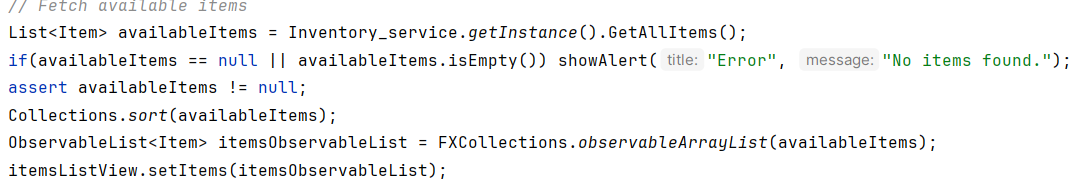 // Fetch available items
List<Item> availableItems = Inventory_service.getInstance().GetAllItems();
if(availableItems == null || availableItems.isEmpty()) showAlert( title: "Error", message: "No items found.");
assert availableItems != null;
Collections.sort(availableItems);
ObservableList<Item> itemsObservableList = FXCollections.observableArrayList(availableItems);
itemsListView.setItems(itemsObservableList);